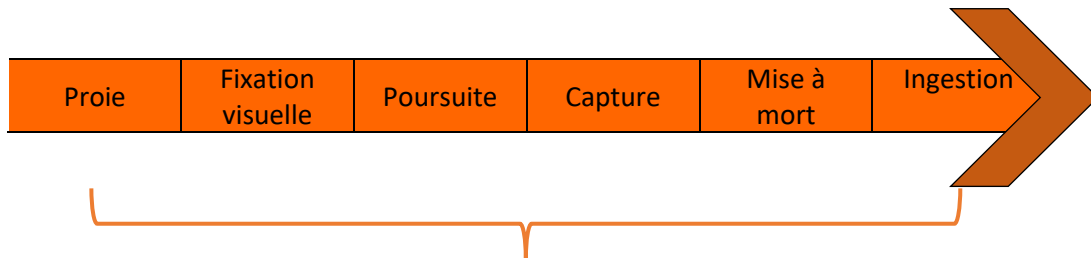 Proie
Fixation
visuelle
Poursuite
Capture
Mise à
mort
Ingestion